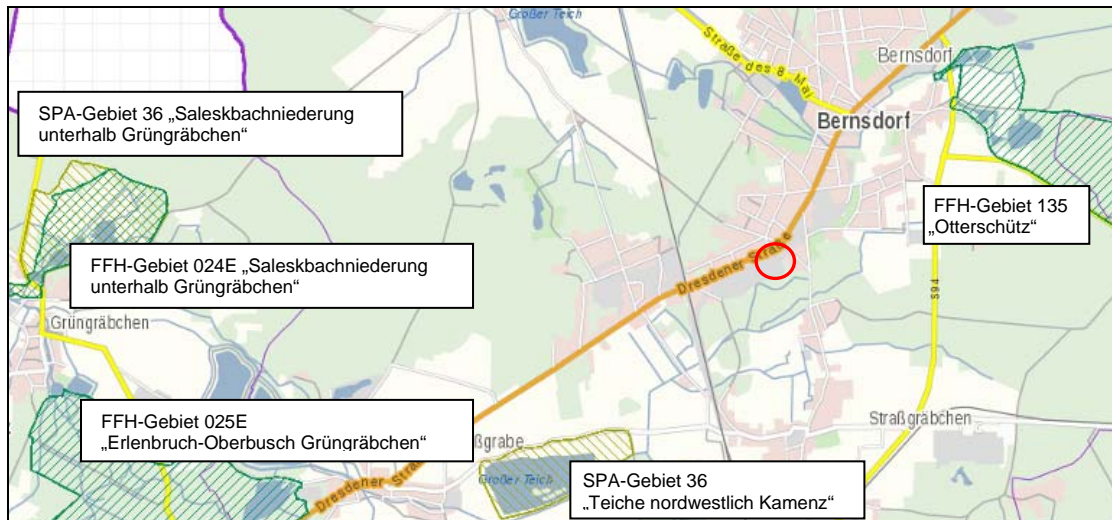 Großer Teich
Straße des 8. Mai
Bernsdorf
SPA-Gebiet 36 „Saleskbachniederung
unterhalb Grüngräbchen“
Bernsdorf
FFH-Gebiet 135
„Otterschütz“
FFH-Gebiet 024E „Saleskbachniederung
unterhalb Grüngräbchen“
Dresdener Straße
S94
Grüngräbchen
FFH-Gebiet 025E
„Erlenbruch-Oberbusch Grüngräbchen“
Straßgräbchen
ßgrabe
Großer Teich
SPA-Gebiet 36
„Teiche nordwestlich Kamenz“
Dresdener Straß